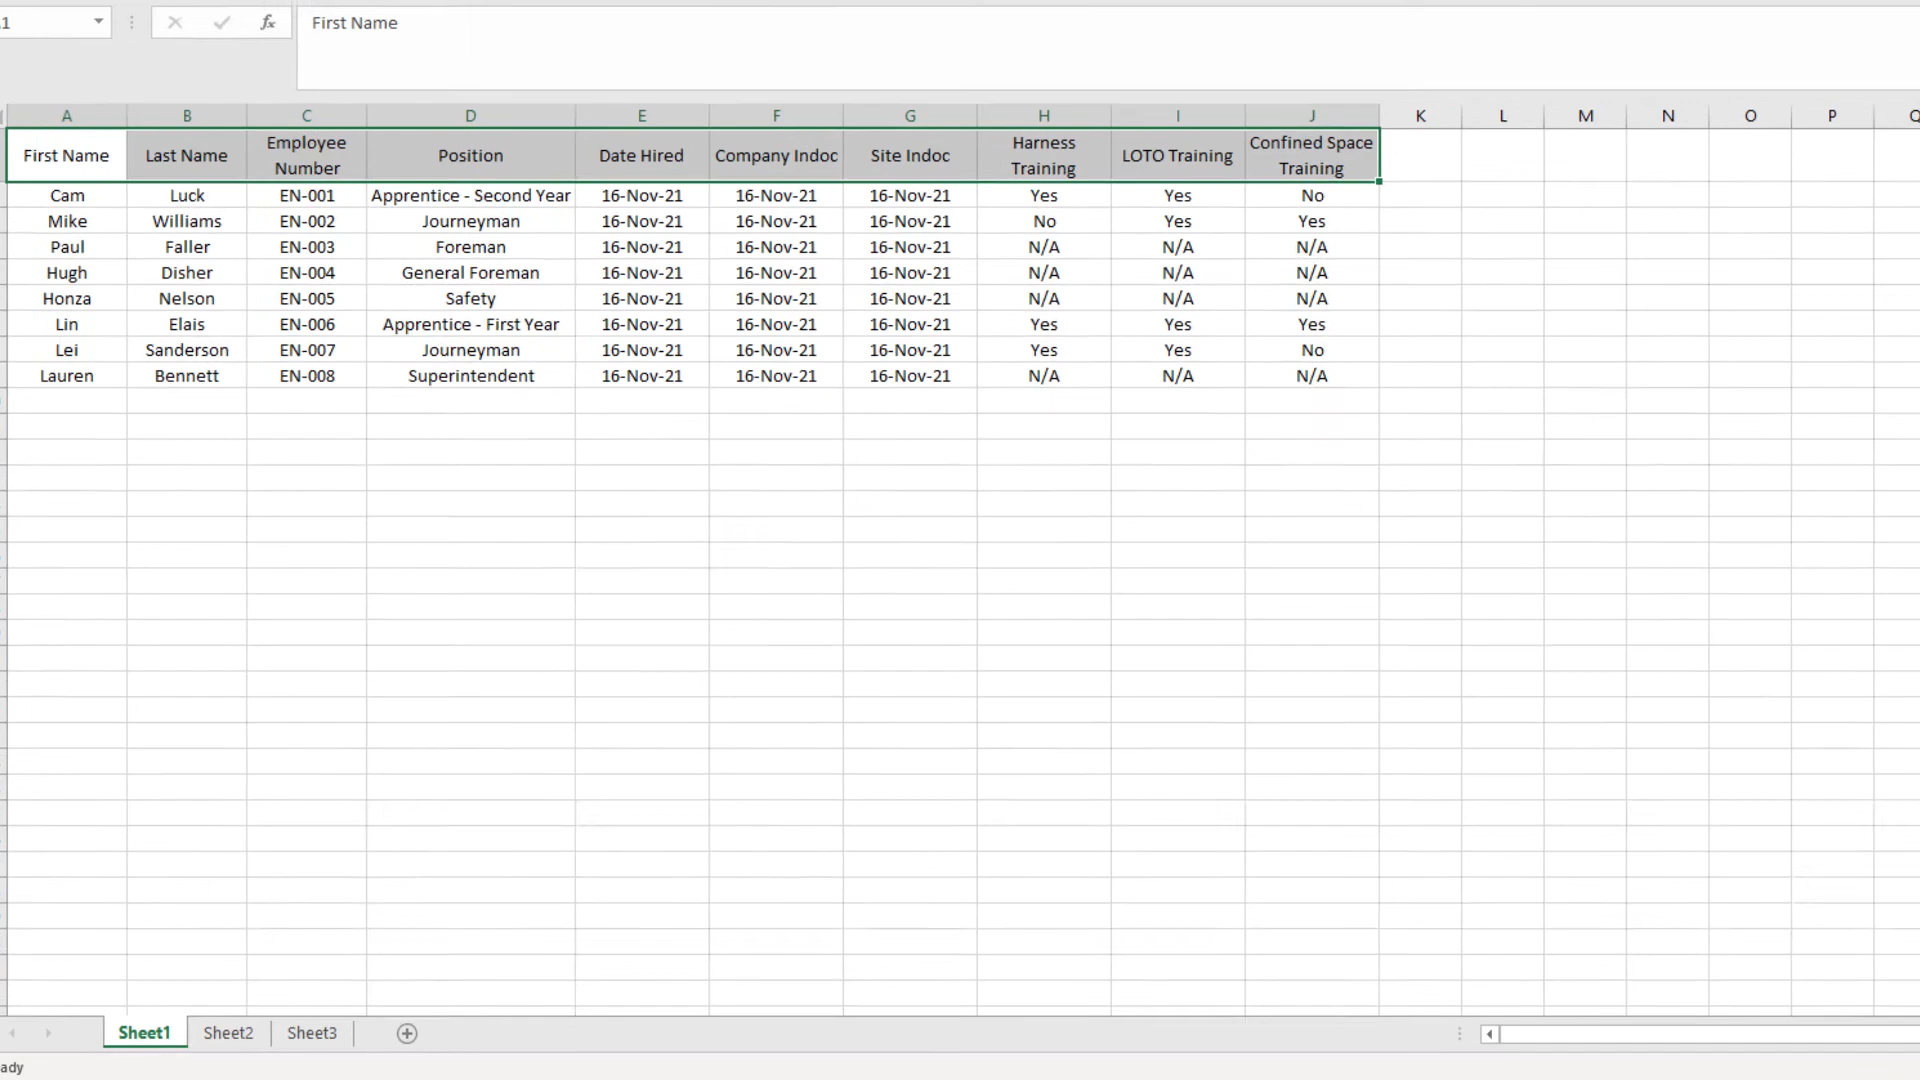 1
fx
First Name
A B C D E F G H I J K L M N O P Q
First Name Last Name Employee Number Position Date Hired Company Indoc Site Indoc Harness Training LOTO Training Confined Space Training
Cam Luck EN-001 Apprentice - Second Year 16-Nov-21 16-Nov-21 16-Nov-21 Yes Yes No
Mike Williams EN-002 Journeyman 16-Nov-21 16-Nov-21 16-Nov-21 No Yes Yes
Paul Faller EN-003 Foreman 16-Nov-21 16-Nov-21 16-Nov-21 N/A N/A N/A
Hugh Disher EN-004 General Foreman 16-Nov-21 16-Nov-21 16-Nov-21 N/A N/A N/A
Honza Nelson EN-005 Safety 16-Nov-21 16-Nov-21 16-Nov-21 N/A N/A N/A
Lin Elais EN-006 Apprentice - First Year 16-Nov-21 16-Nov-21 16-Nov-21 Yes Yes Yes
Lei Sanderson EN-007 Journeyman 16-Nov-21 16-Nov-21 16-Nov-21 Yes Yes No
Lauren Bennett EN-008 Superintendent 16-Nov-21 16-Nov-21 16-Nov-21 N/A N/A N/A
Sheet1 Sheet2 Sheet3
ady